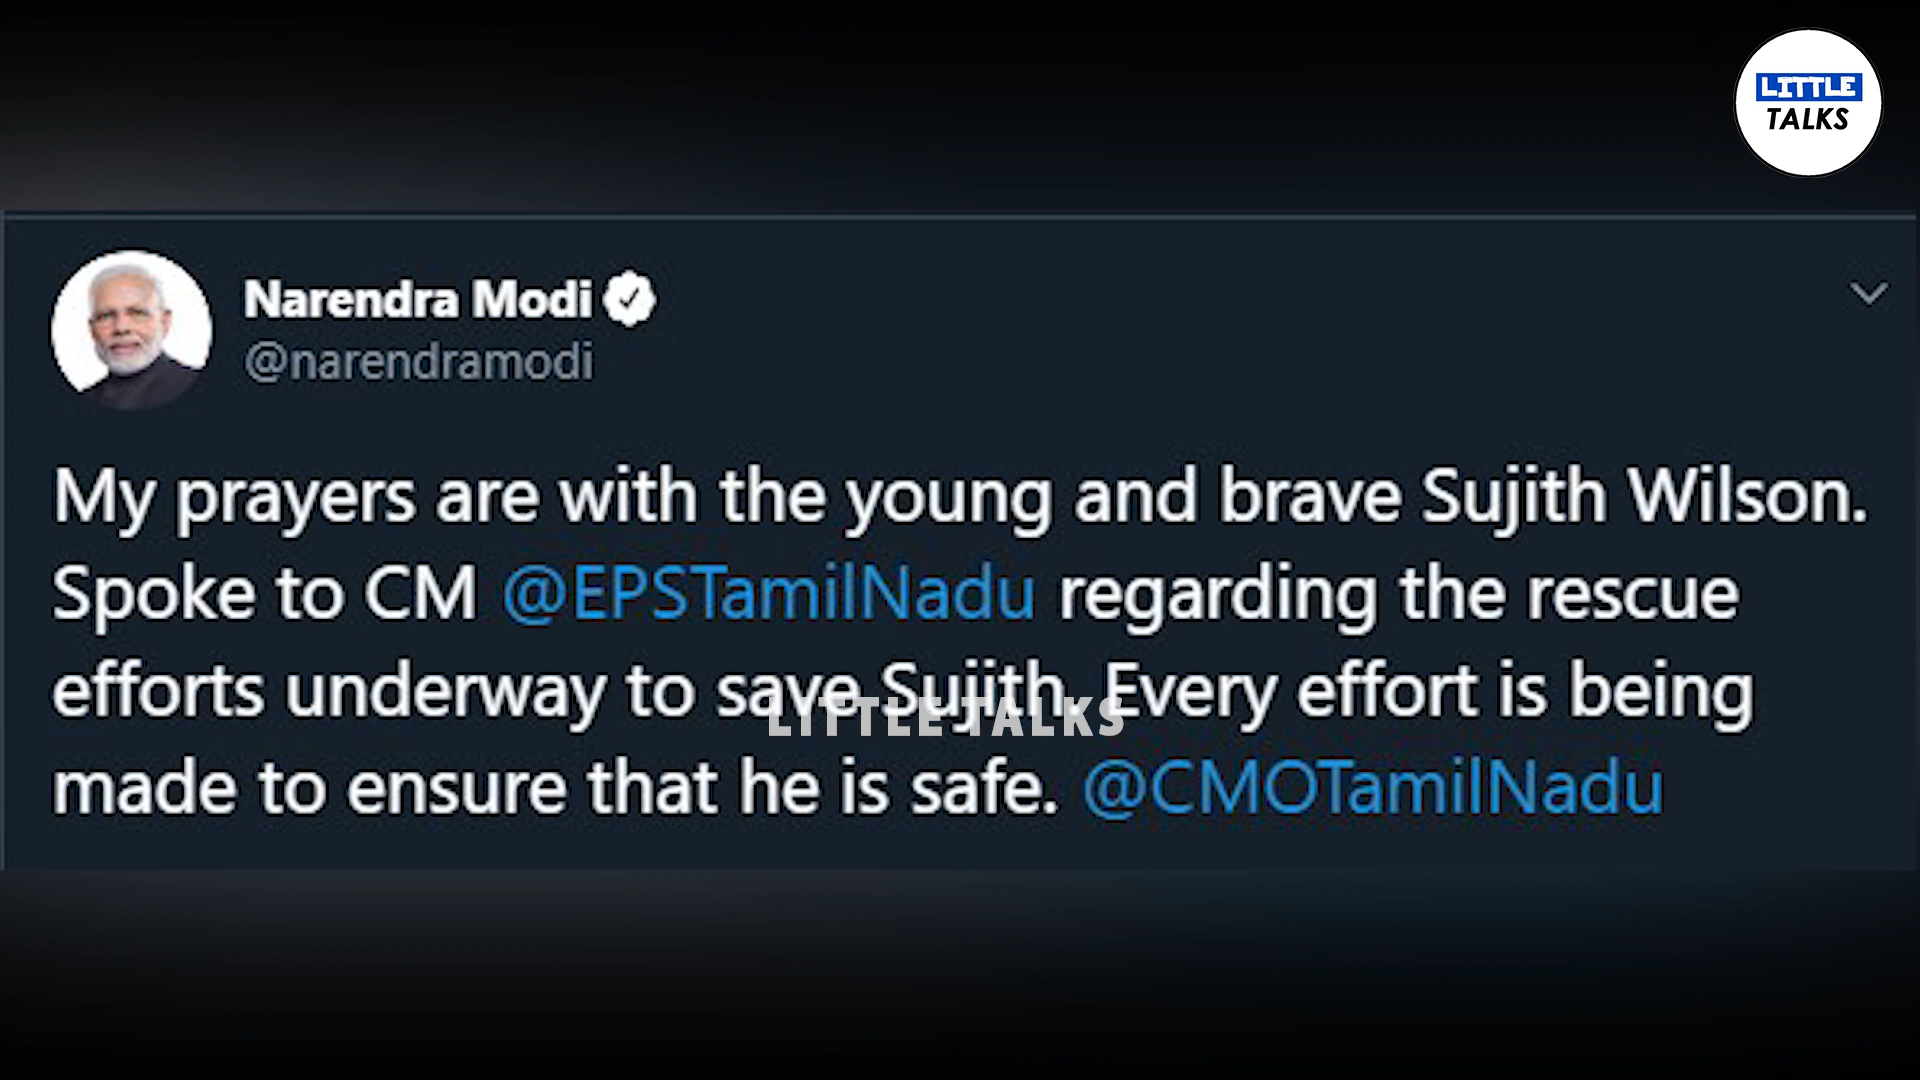 LITTLE
TALKS
Narendra Modi
@narendramodi
My prayers are with the young and brave Sujith Wilson.
Spoke to CM @EPSTamilNadu regarding the rescue
efforts underway to save Sujith. Every effort is being
LITTLE TALKS
made to ensure that he is safe. @CMOTamilNadu